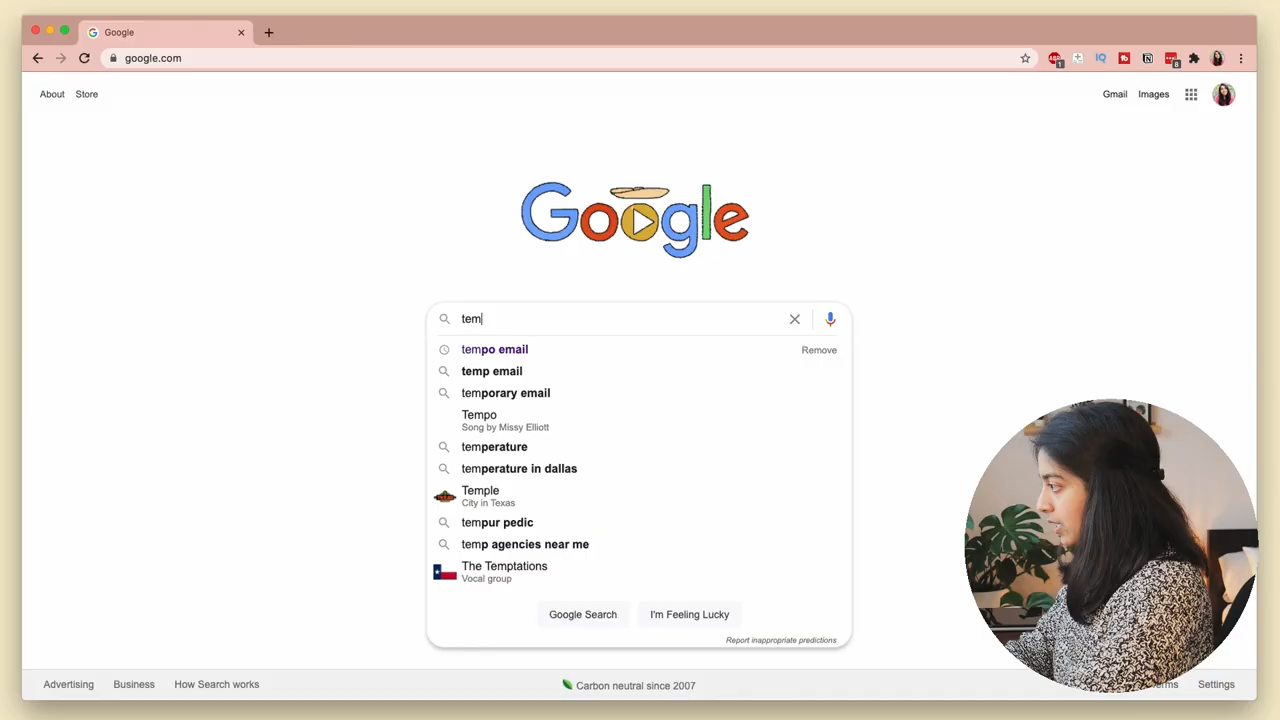 Google
google.com
1
8
About Store
Gmail Images
Google
tem
tempo email
Remove
temp email
temporary email
Tempo
Song by Missy Elliott
temperature
temperature in dallas
Temple
City in Texas
tempur pedic
temp agencies near me
The Temptations
Vocal group
Google Search I'm Feeling Lucky
Report inappropriate predictions
Advertising Business How Search works
Carbon neutral since 2007
Settings